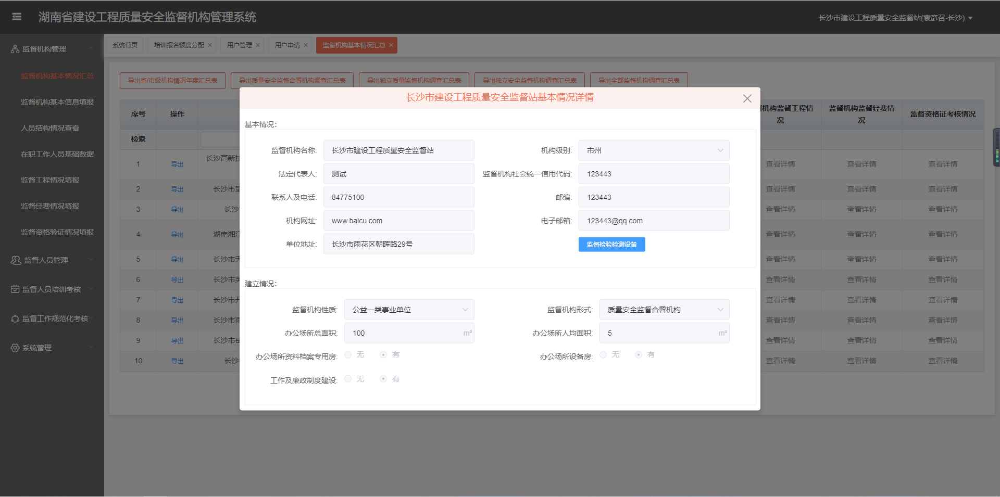 湖南省建设工程质量安全监督机构管理系统
长沙市建设工程质量安全监督站(袁彦召-长沙)
监督机构管理
监督机构基本情况汇总
监督机构基本信息填报
人员结构情况查看
在职工作人员基础数据
监督工程情况填报
监督经费情况填报
监督资格验证情况填报
监督人员管理
监督人员培训考核
监督工作规范化考核
系统管理
系统首页
培训报名额度分配
用户管理
用户申请
监督机构基本情况汇总
导出省/市级机构情况年度汇总表
导出质量安全监督合署机构调查汇总表
导出独立质量监督机构调查汇总表
导出独立安全监督机构调查汇总表
导出全部监督机构调查汇总表
序号 操作 机构监督工程情况 监督机构监督经费情况 监督资格证考核情况
检索
1 导出 长沙高新技 查看详情 查看详情 查看详情
2 导出 长沙市望 查看详情 查看详情 查看详情
3 导出 长沙 查看详情 查看详情 查看详情
4 导出 湖南湘江 查看详情 查看详情 查看详情
5 导出 长沙市天 查看详情 查看详情 查看详情
6 导出 长沙市芙 查看详情 查看详情 查看详情
7 导出 长沙市开 查看详情 查看详情 查看详情
8 导出 长沙市雨 查看详情 查看详情 查看详情
9 导出 长沙市岳 查看详情 查看详情 查看详情
10 导出 长沙 查看详情 查看详情 查看详情
长沙市建设工程质量安全监督站基本情况详情
基本情况:
监督机构名称: 长沙市建设工程质量安全监督站
机构级别: 市州
法定代表人: 测试
监督机构社会统一信用代码: 123443
联系人及电话: 84775100
邮编: 123443
机构网址: www.baicu.com
电子邮箱: 123443@qq.com
单位地址: 长沙市雨花区朝晖路29号
监督检验检测设备
建立情况:
监督机构性质: 公益一类事业单位
监督机构形式: 质量安全监督合署机构
办公场所总面积: 100 m²
办公场所人均面积: 5 m²
办公场所资料档案专用房: 无 有
办公场所设备房: 无 有
工作及廉政制度建设: 无 有